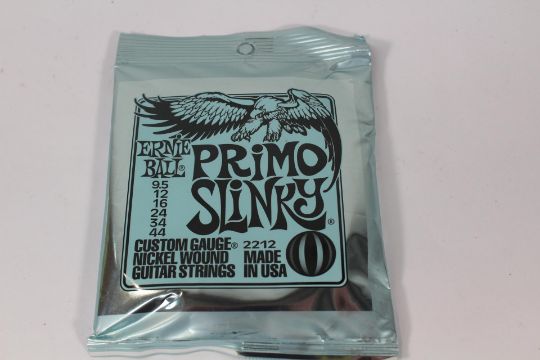 ERNIE
BALL®
PRIMO
SLINKY®
9.5
12
16
24
34
44
CUSTOM GAUGE® 2212
NICKEL WOUND MADE
GUITAR STRINGS IN USA